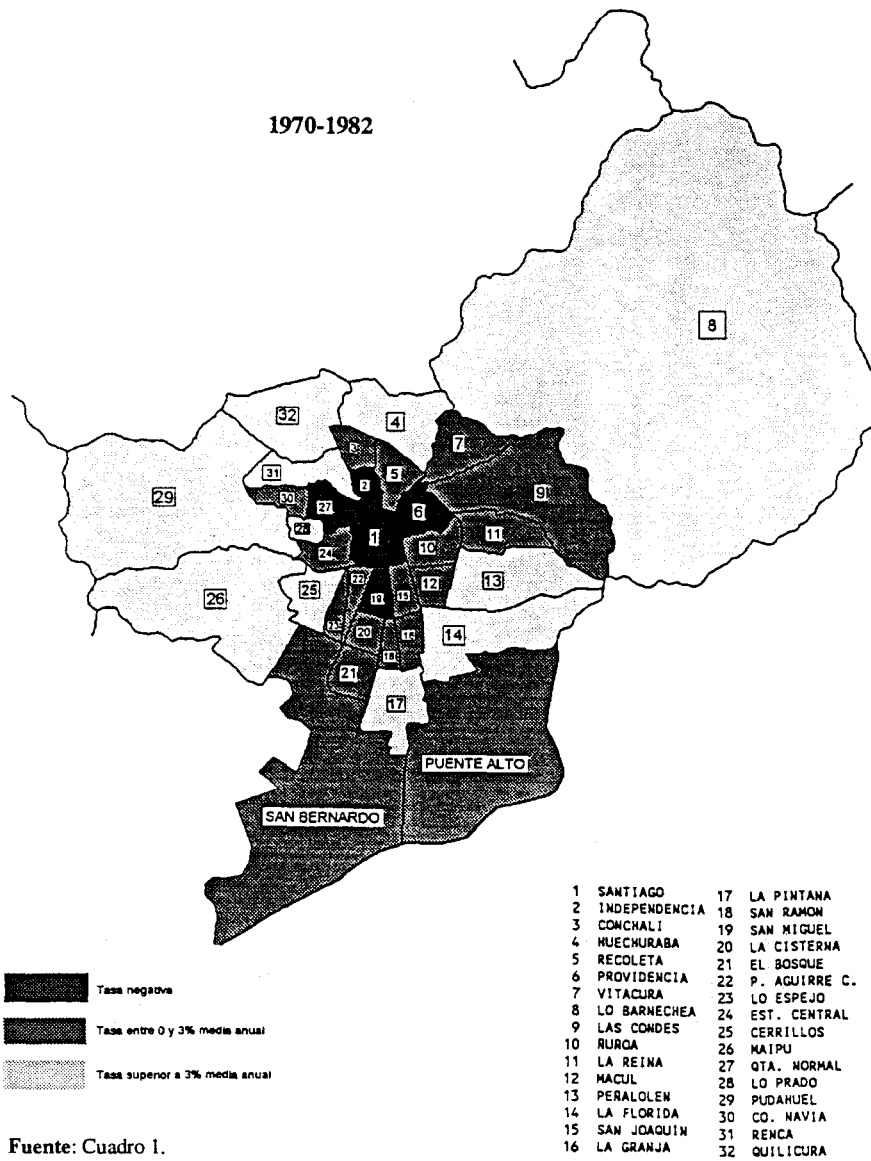 1970-1982
8
32
4
7
3
5
31
2
9
29
30
27
6
28
1
11
24
10
13
26
25
22
12
19
15
23
20
16
14
18
21
17
PUENTE ALTO
SAN BERNARDO
1 SANTIAGO
2 INDEPENDENCIA
3 CONCHALI
4 HUECHURABA
5 RECOLETA
6 PROVIDENCIA
7 VITACURA
8 LO BARNECHEA
9 LAS CONDES
10 ÑUÑOA
11 LA REINA
12 MACUL
13 PEÑALOLEN
14 LA FLORIDA
15 SAN JOAQUIN
16 LA GRANJA
17 LA PINTANA
18 SAN RAMON
19 SAN MIGUEL
20 LA CISTERNA
21 EL BOSQUE
22 P. AGUIRRE C.
23 LO ESPEJO
24 EST. CENTRAL
25 CERRILLOS
26 MAIPU
27 QTA. NORMAL
28 LO PRADO
29 PUDAHUEL
30 CO. NAVIA
31 RENCA
32 QUILICURA
Tasa negativa
Tasa entre 0 y 3% media anual
Tasa superior a 3% media anual
Fuente: Cuadro 1.